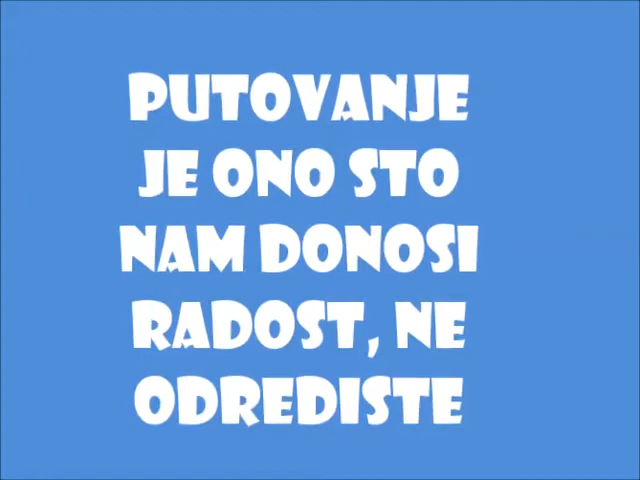 PUTOVANJE
JE ONO STO
NAM DONOSI
RADOST, NE
ODREDISTE